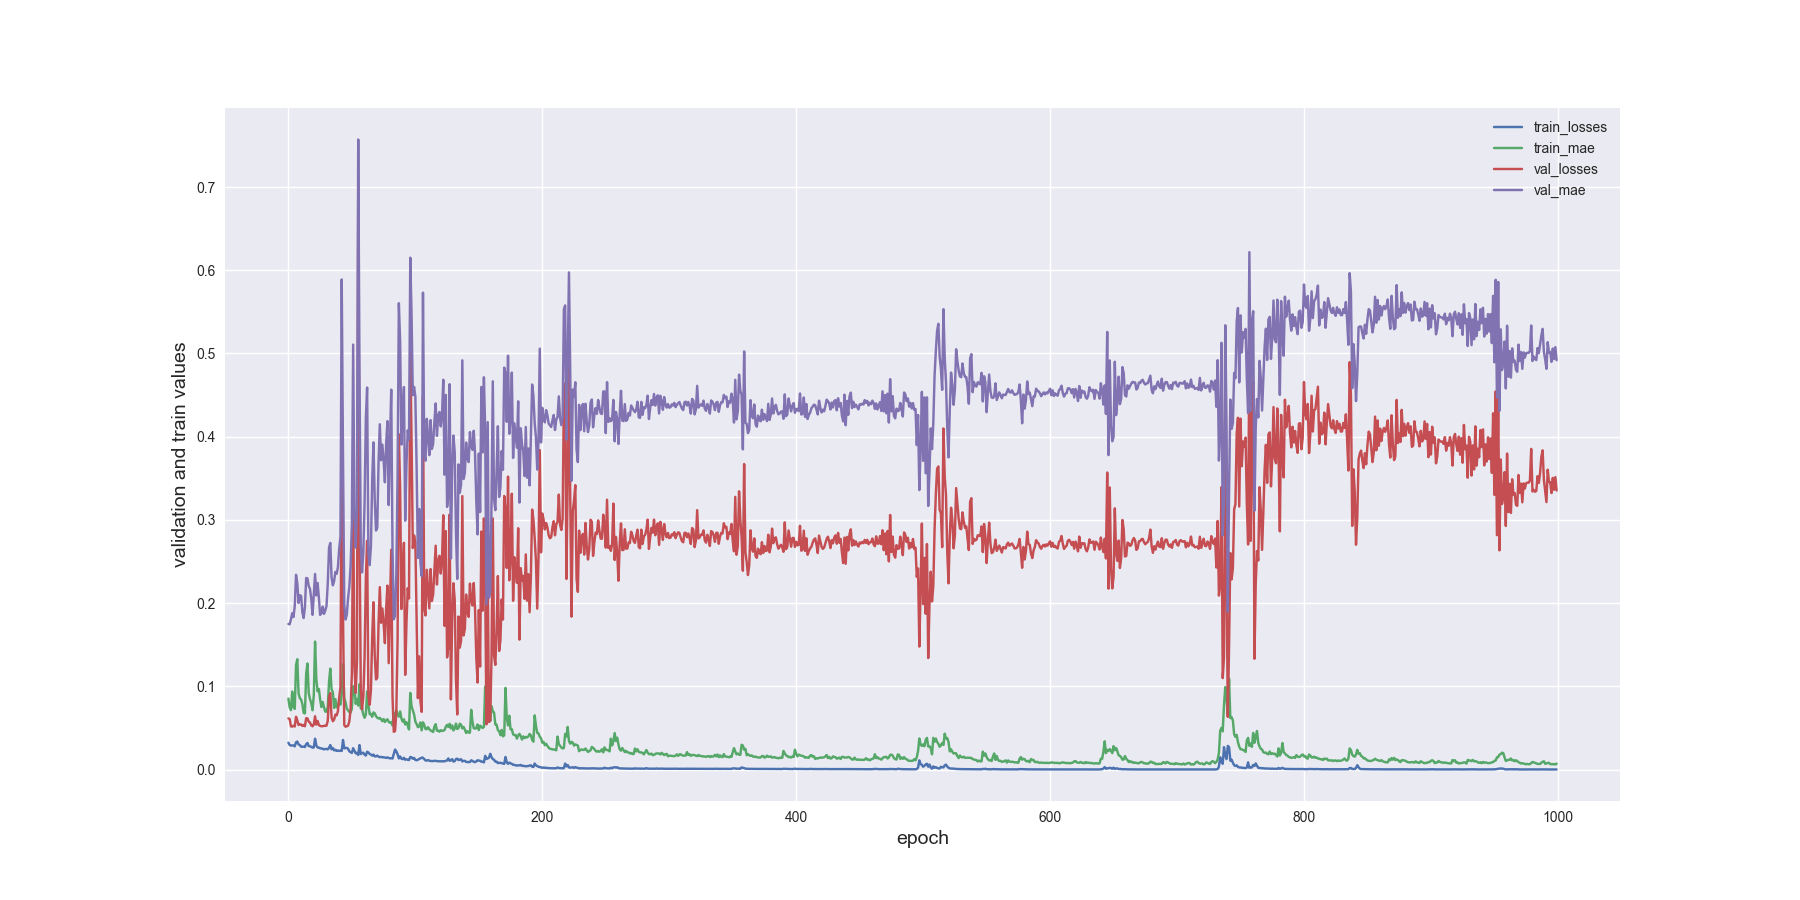 train_losses
train_mae
val_losses
val_mae
validation and train values
0.7
0.6
0.5
0.4
0.3
0.2
0.1
0.0
0 200 400 600 800 1000
epoch